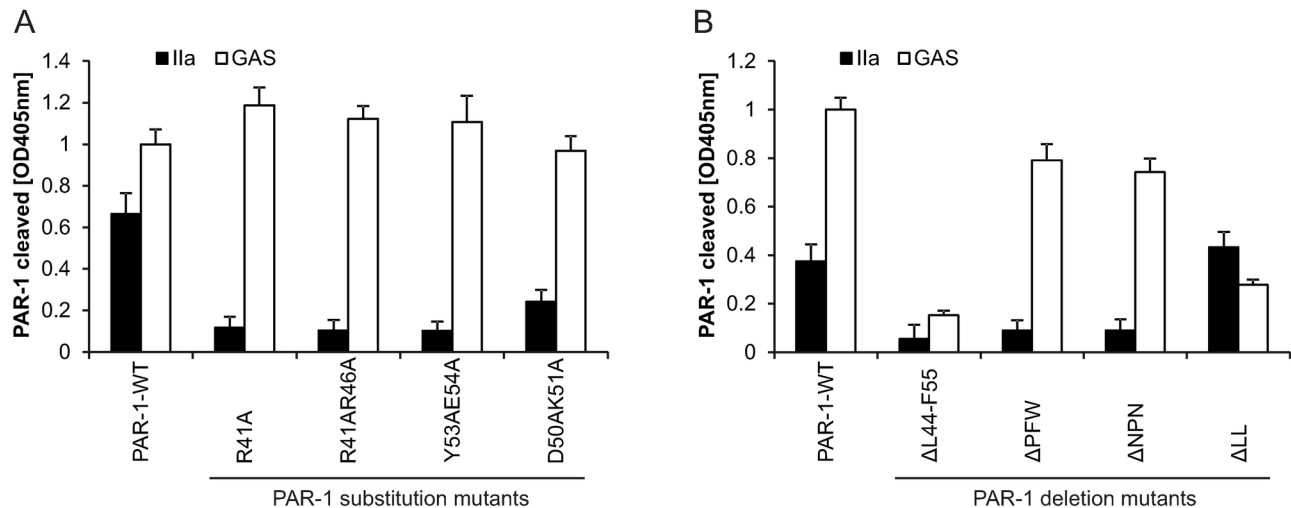 A
IIa GAS
PAR-1 cleaved [OD405nm]
1.4
1.2
1
0.8
0.6
0.4
0.2
0
PAR-1-WT
R41A
R41AR46A
Y53AE54A
D50AK51A
PAR-1 substitution mutants
B
IIa GAS
PAR-1 cleaved [OD405nm]
1.2
1
0.8
0.6
0.4
0.2
0
PAR-1-WT
ΔL44-F55
ΔPFW
ΔNPN
ΔLL
PAR-1 deletion mutants